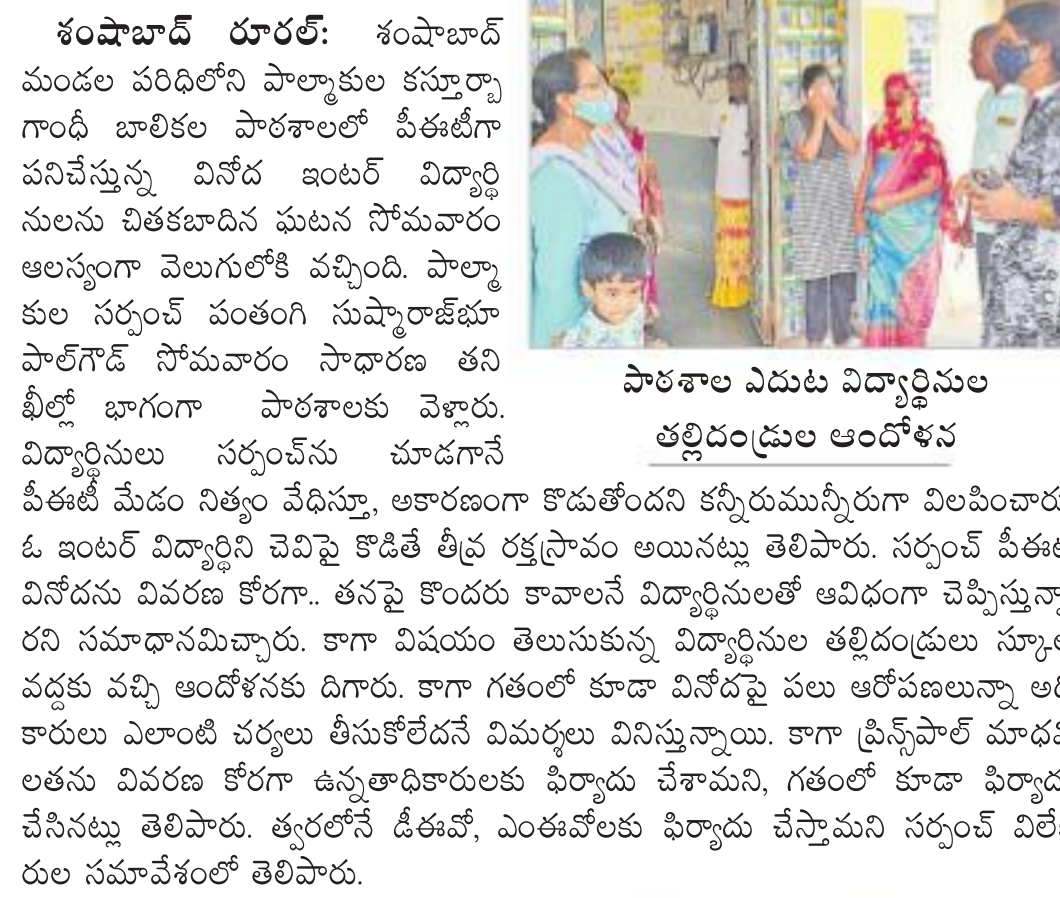 శంషాబాద్ రూరల్: శంషాబాద్
మండల పరిధిలోని పాల్మాకుల కస్తూర్బా
గాంధీ బాలికల పాఠశాలలో పీఈటీగా
పనిచేస్తున్న వినోద ఇంటర్ విద్యార్థి
నులను చితకబాదిన ఘటన సోమవారం
ఆలస్యంగా వెలుగులోకి వచ్చింది. పాల్మా
కుల సర్పంచ్ పంతంగి సుష్మారాజ్‌భూ
పాల్‌గౌడ్ సోమవారం సాధారణ తని
ఖీల్లో భాగంగా పాఠశాలకు వెళ్లారు.
విద్యార్థినులు సర్పంచ్‌ను చూడగానే
పాఠశాల ఎదుట విద్యార్థినుల
తల్లిదండ్రుల ఆందోళన
పీఈటీ మేడం నిత్యం వేధిస్తూ, అకారణంగా కొడుతోందని కన్నీరుమున్నీరుగా విలపించారు
ఓ ఇంటర్ విద్యార్థిని చెవిపై కొడితే తీవ్ర రక్తస్రావం అయినట్లు తెలిపారు. సర్పంచ్
వినోదను వివరణ కోరగా.. తనపై కొందరు కావాలనే విద్యార్థినులతో ఆవిధంగా
రని సమాధానమిచ్చారు. కాగా విషయం తెలుసుకున్న విద్యార్థినుల తల్లిదండ్రులు
వద్దకు వచ్చి ఆందోళనకు దిగారు. కాగా గతంలో కూడా వినోదపై పలు ఆరోపణలున్నా
కారులు ఎలాంటి చర్యలు తీసుకోలేదనే విమర్శలు వినిస్తున్నాయి. కాగా ప్రిన్స్‌పాల్
లతను వివరణ కోరగా ఉన్నతాధికారులకు ఫిర్యాదు చేశామని, గతంలో కూడా
చేసినట్లు తెలిపారు. త్వరలోనే డీఈవో, ఎంఈవోలకు ఫిర్యాదు చేస్తామని సర్పంచ్
రుల సమావేశంలో తెలిపారు.